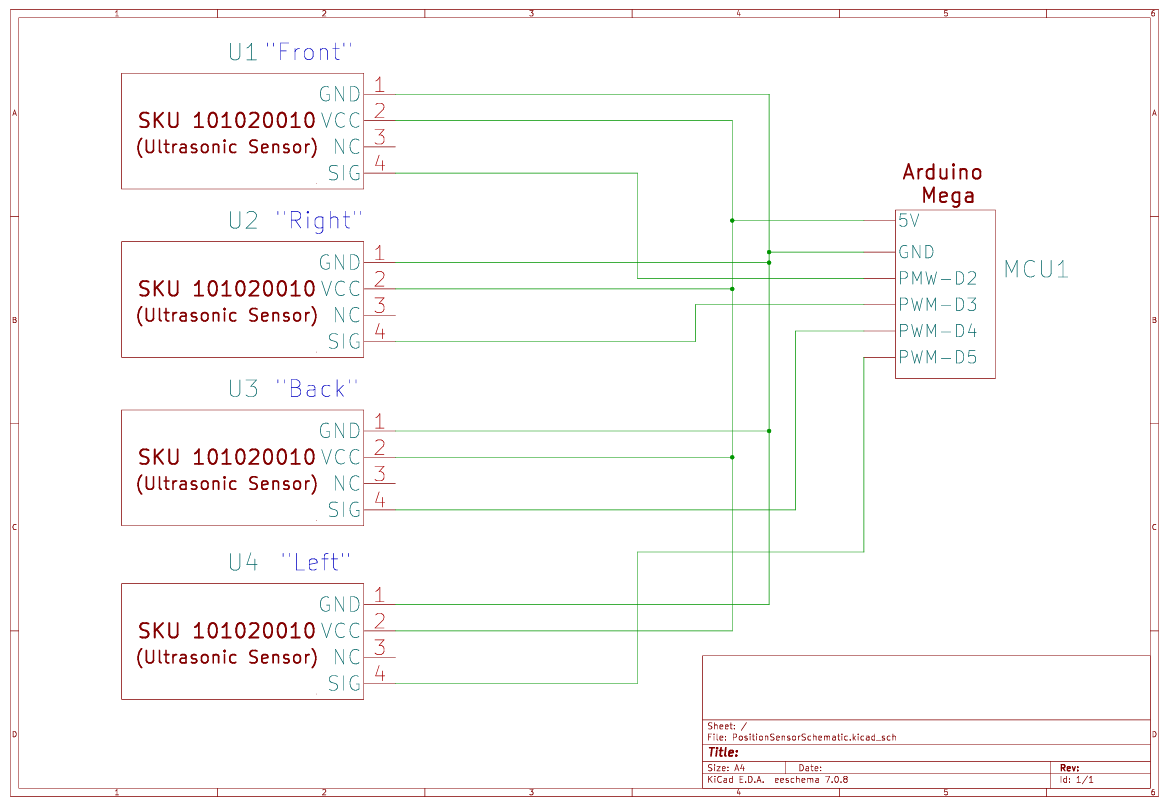 1 2 3 4 5 6
U1 "Front"
GND 1
SKU 101020010 VCC 2
(Ultrasonic Sensor) NC 3
SIG 4
A A
Arduino
Mega
5V
GND
PMW-D2
PWM-D3
PWM-D4
PWM-D5
MCU1
U2 "Right"
GND 1
SKU 101020010 VCC 2
(Ultrasonic Sensor) NC 3
SIG 4
B B
U3 "Back"
GND 1
SKU 101020010 VCC 2
(Ultrasonic Sensor) NC 3
SIG 4
C C
U4 "Left"
GND 1
SKU 101020010 VCC 2
(Ultrasonic Sensor) NC 3
SIG 4
D D
Sheet: /
File: PositionSensorSchematic.kicad_sch
Title:
Size: A4 Date: Rev:
KiCad E.D.A. eeschema 7.0.8 Id: 1/1
1 2 3 4 5 6